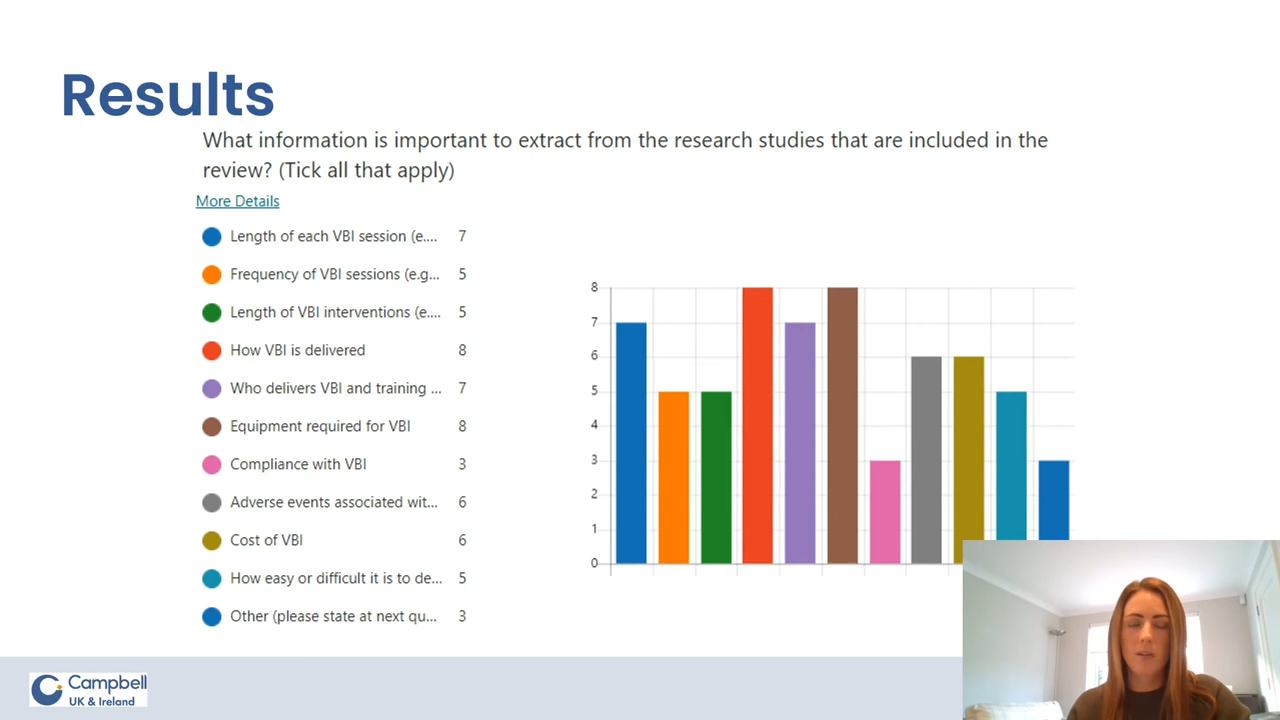 Results
What information is important to extract from the research studies that are included in the
review? (Tick all that apply)
More Details
Length of each VBI session (e.... 7
Frequency of VBI sessions (e.g... 5
Length of VBI interventions (e.... 5
How VBI is delivered 8
Who delivers VBI and training ... 7
Equipment required for VBI 8
Compliance with VBI 3
Adverse events associated wit... 6
Cost of VBI 6
How easy or difficult it is to de... 5
Other (please state at next qu... 3
8
7
6
5
4
3
2
1
0
Campbell
UK & Ireland